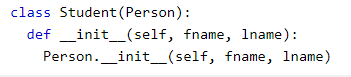 class Student(Person):
  def __init__(self, fname, lname):
    Person.__init__(self, fname, lname)